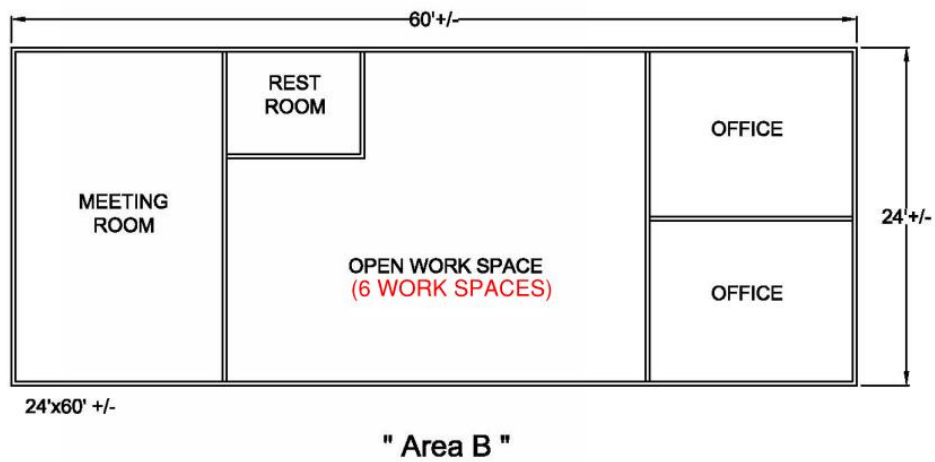 60'+/-
REST
ROOM
OFFICE
MEETING
ROOM
24'+/-
OPEN WORK SPACE
(6 WORK SPACES)
OFFICE
24'x60' +/-
" Area B "